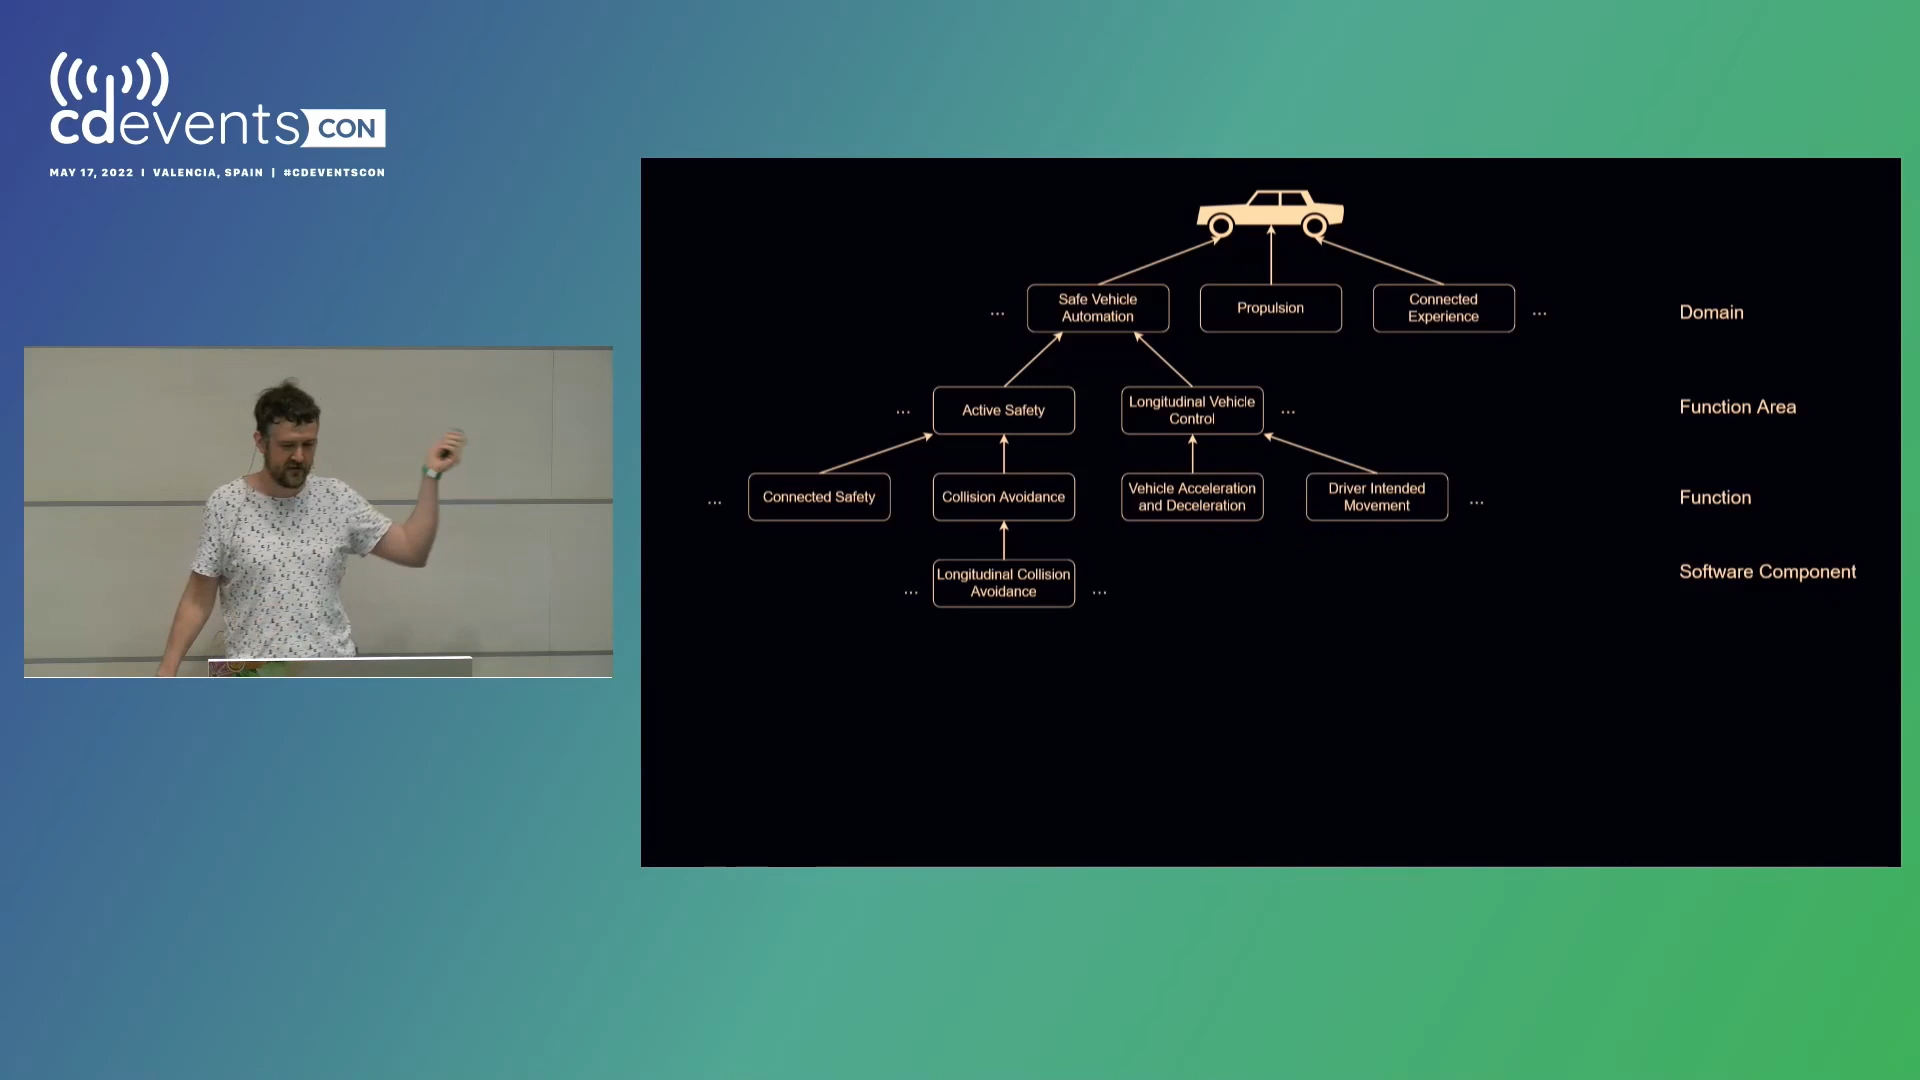 cdevents CON
MAY 17, 2022 I VALENCIA, SPAIN | #CDEVENTSCON
... Safe Vehicle
Automation
Propulsion
Connected
Experience ...
Domain
... Active Safety
Longitudinal Vehicle
Control ...
Function Area
... Connected Safety
Collision Avoidance
Vehicle Acceleration
and Deceleration
Driver Intended
Movement ...
Function
... Longitudinal Collision
Avoidance ...
Software Component